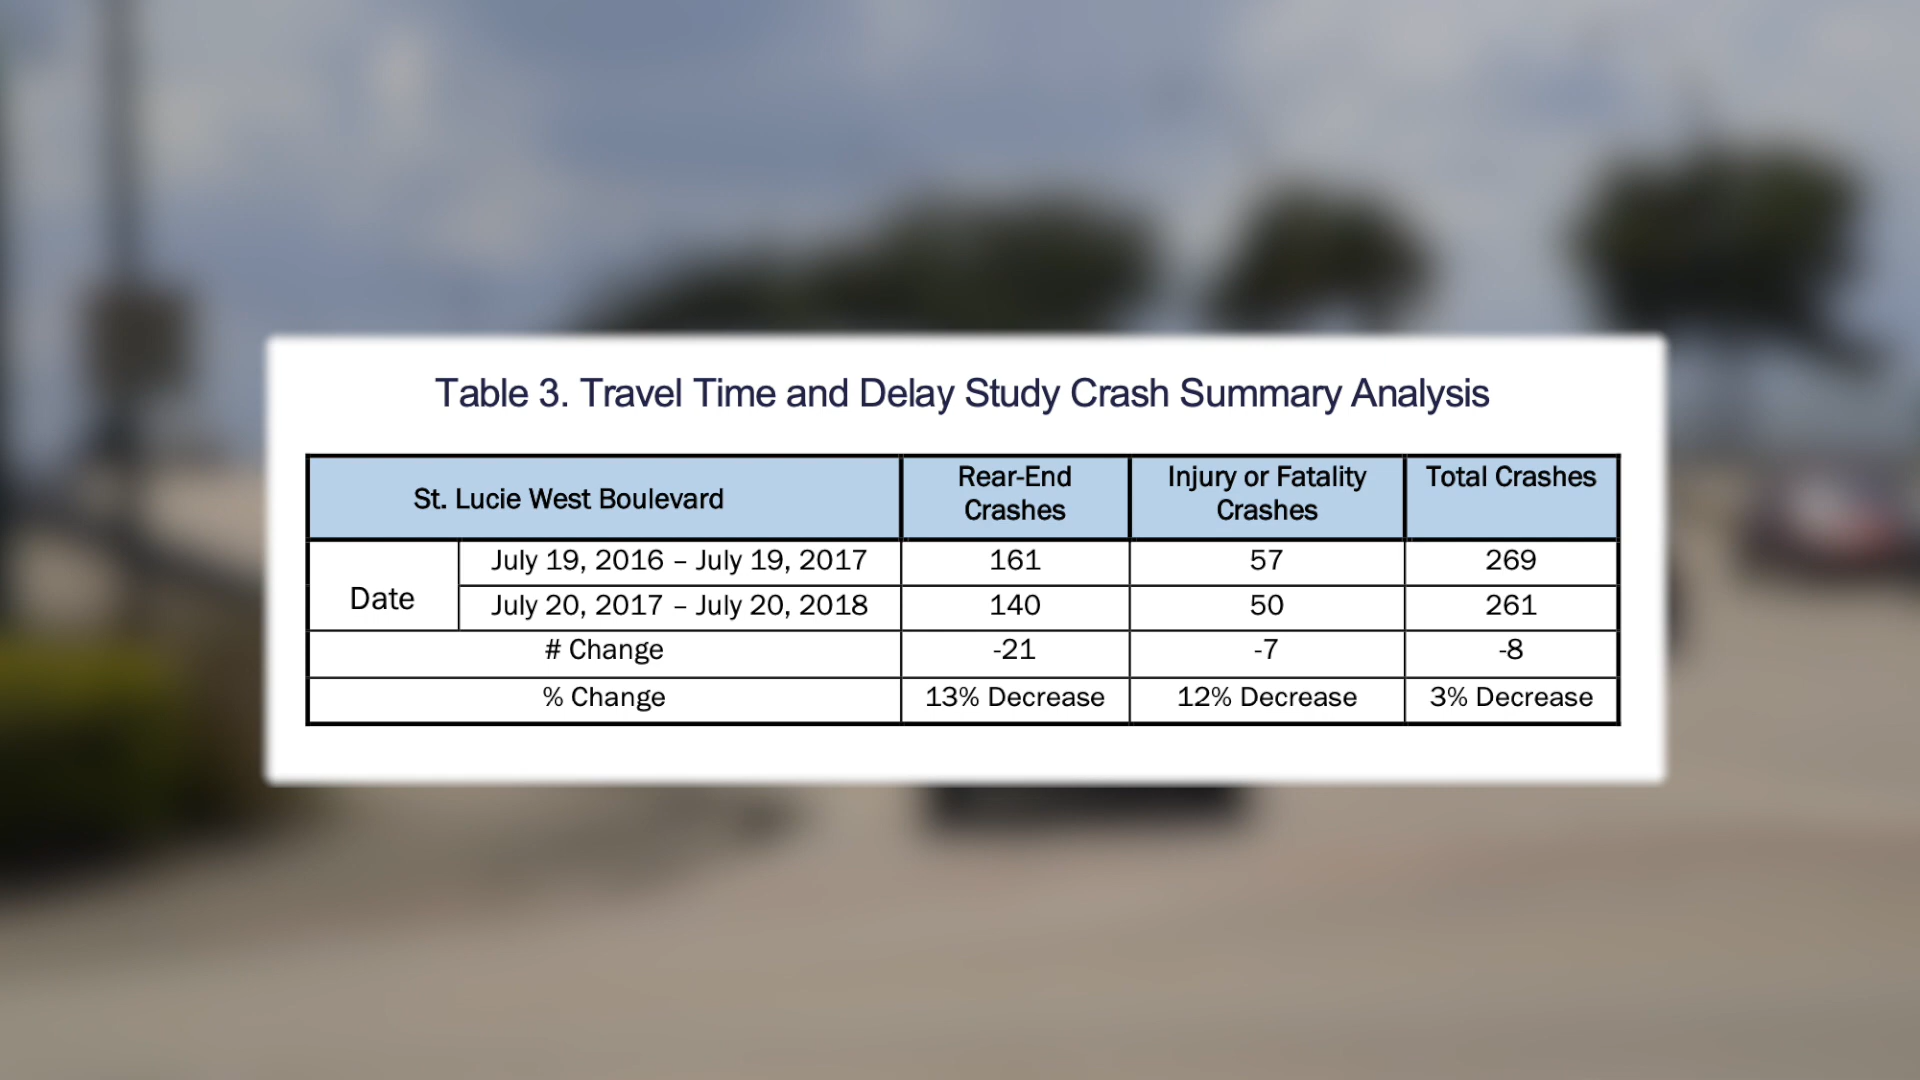 Table 3. Travel Time and Delay Study Crash Summary Analysis
St. Lucie West Boulevard
Rear-End
Crashes
Injury or Fatality
Crashes
Total Crashes
Date
July 19, 2016 – July 19, 2017 161 57 269
July 20, 2017 – July 20, 2018 140 50 261
# Change -21 -7 -8
% Change 13% Decrease 12% Decrease 3% Decrease